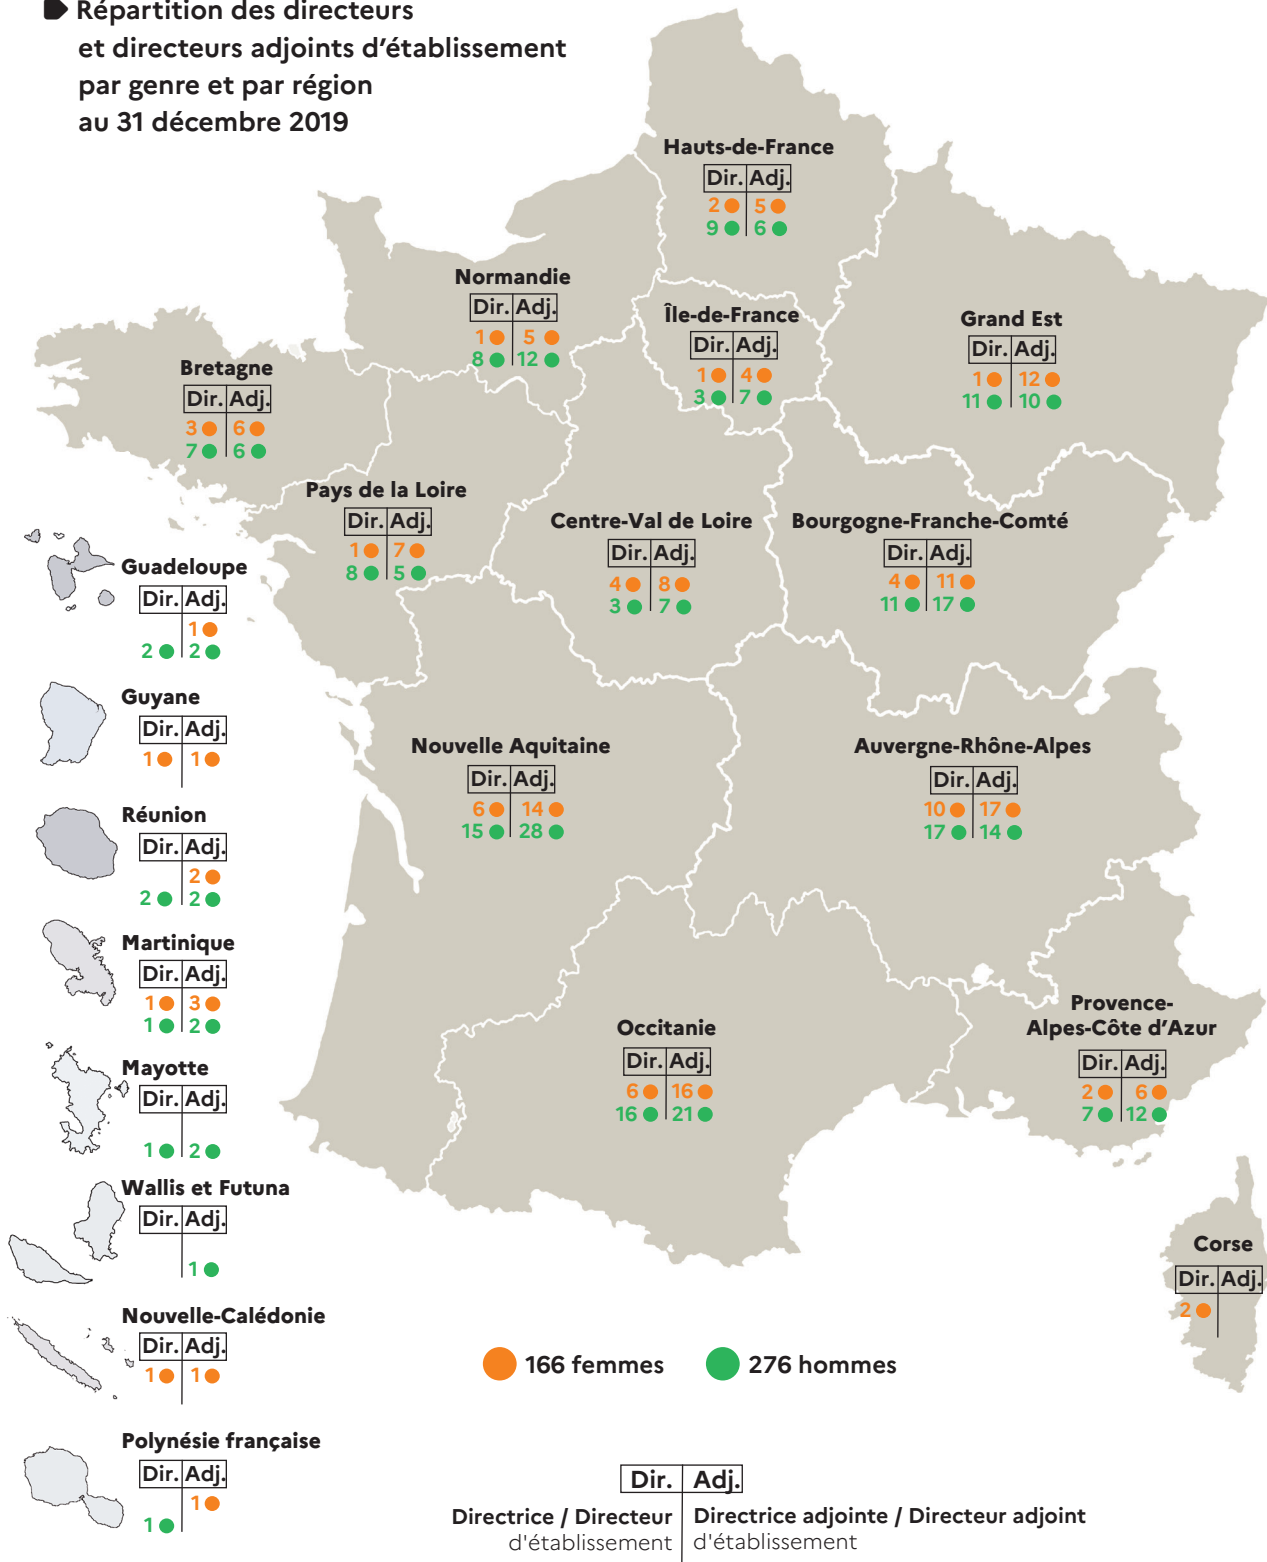 Répartition des directeurs
et directeurs adjoints d’établissement
par genre et par région
au 31 décembre 2019
Hauts-de-France
Dir. Adj.
2 5
9 6
Normandie
Dir. Adj.
1 5
8 12
Île-de-France
Dir. Adj.
1 4
3 7
Grand Est
Dir. Adj.
1 12
11 10
Bretagne
Dir. Adj.
3 6
7 6
Pays de la Loire
Dir. Adj.
1 7
8 5
Centre-Val de Loire
Dir. Adj.
4 8
3 7
Bourgogne-Franche-Comté
Dir. Adj.
4 11
11 17
Guadeloupe
Dir. Adj.
1
2 2
Guyane
Dir. Adj.
1 1
Nouvelle Aquitaine
Dir. Adj.
6 14
15 28
Auvergne-Rhône-Alpes
Dir. Adj.
10 17
17 14
Réunion
Dir. Adj.
2
2 2
Martinique
Dir. Adj.
1 3
1 2
Occitanie
Dir. Adj.
6 16
16 21
Provence-
Alpes-Côte d’Azur
Dir. Adj.
2 6
7 12
Mayotte
Dir. Adj.
1 2
Wallis et Futuna
Dir. Adj.
1
Corse
Dir. Adj.
2
Nouvelle-Calédonie
Dir. Adj.
1 1
166 femmes 276 hommes
Polynésie française
Dir. Adj.
1
1
Dir. Adj.
Directrice / Directeur Directrice adjointe / Directeur adjoint
d'établissement d'établissement